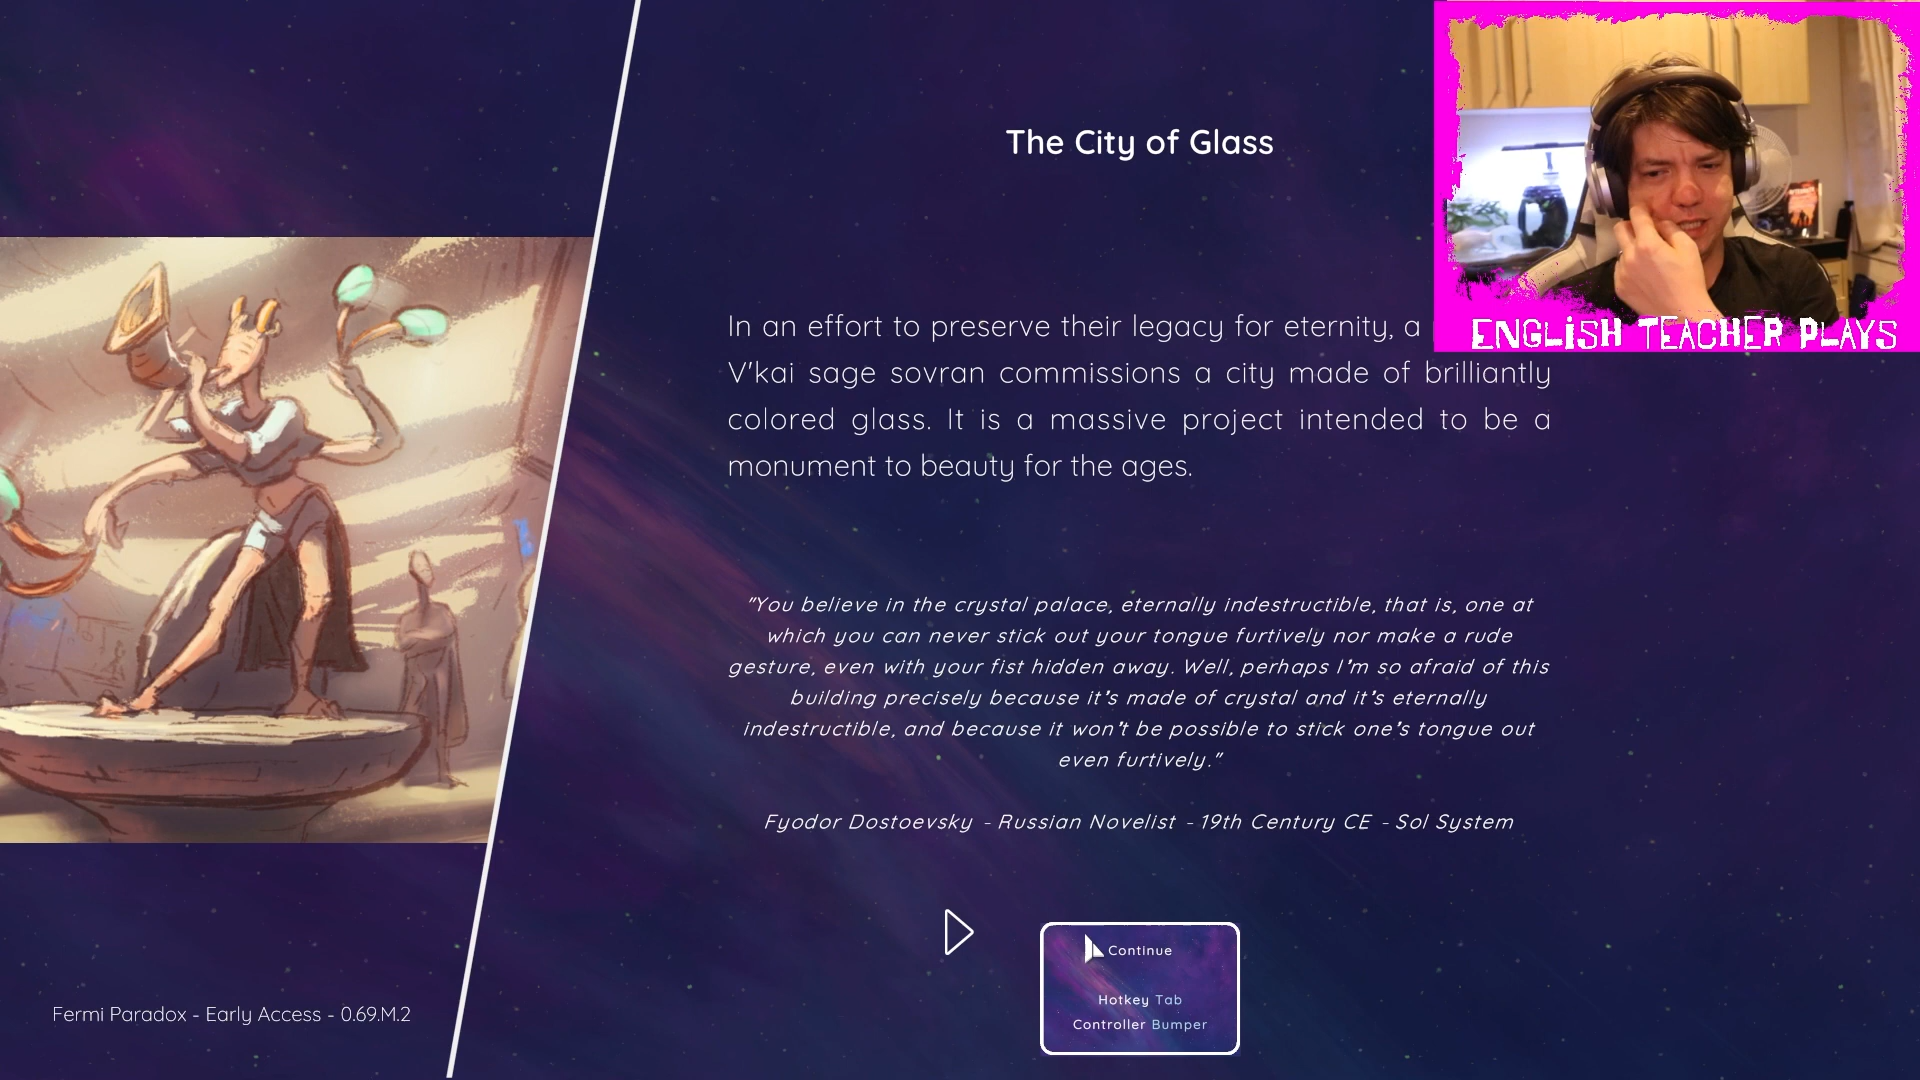 The City of Glass
In an effort to preserve their legacy for eternity, a
V'kai sage sovran commissions a city made of brilliantly
colored glass. It is a massive project intended to be a
monument to beauty for the ages.
"You believe in the crystal palace, eternally indestructible, that is, one at
which you can never stick out your tongue furtively nor make a rude
gesture, even with your fist hidden away. Well, perhaps I'm so afraid of this
building precisely because it's made of crystal and it's eternally
indestructible, and because it won't be possible to stick one's tongue out
even furtively."
Fyodor Dostoevsky - Russian Novelist - 19th Century CE - Sol System
Continue
Hotkey Tab
Controller Bumper
Fermi Paradox - Early Access - 0.69.M.2
ENGLISH TEACHER PLAYS